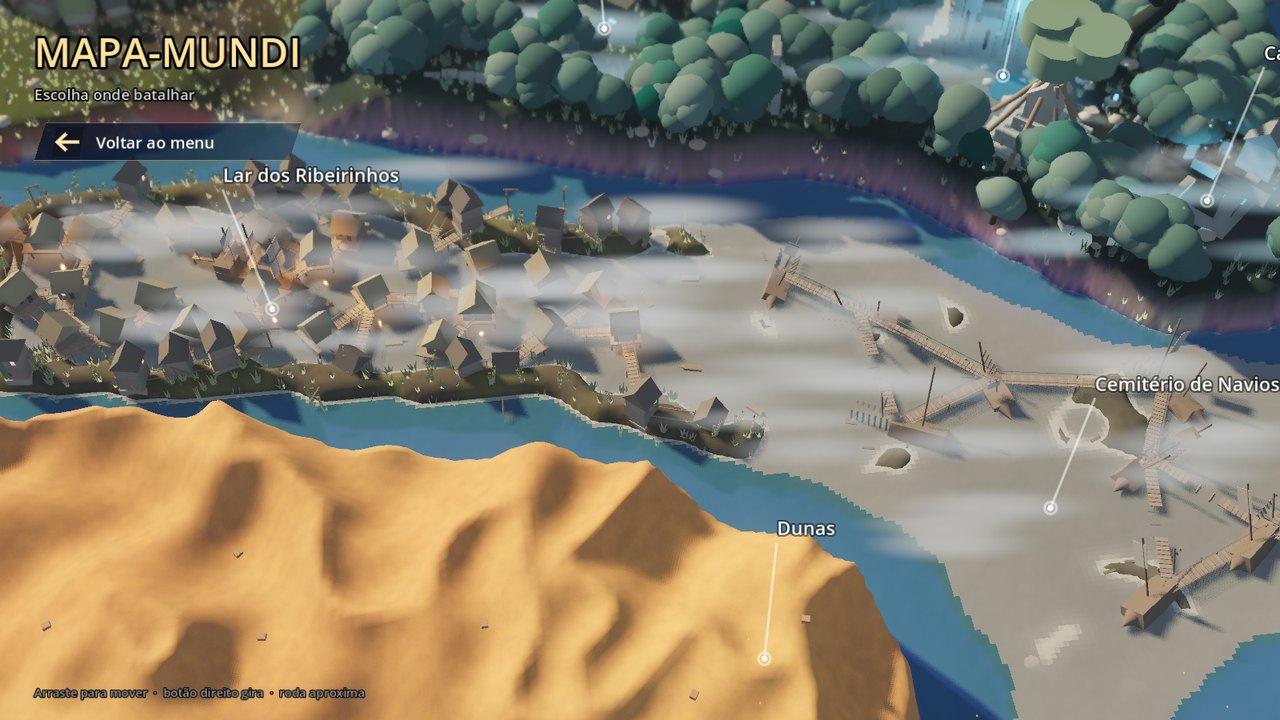 MAPA-MUNDI
Escolha onde batalhar
Voltar ao menu
Lar dos Ribeirinhos
Cemitério de Navios
Dunas
Arraste para mover · botão direito gira · roda aproxima